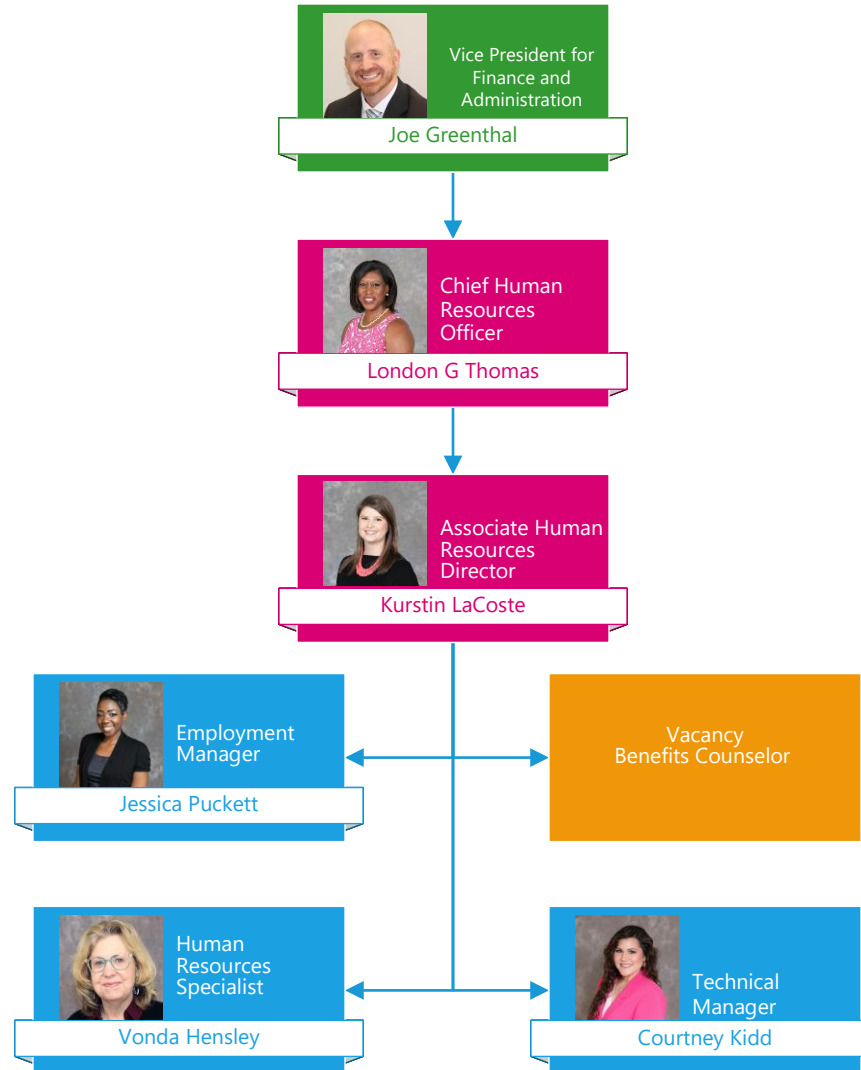 Vice President for
Finance and
Administration
Joe Greenthal
Chief Human
Resources
Officer
London G Thomas
Associate Human
Resources
Director
Kurstin LaCoste
Employment
Manager
Jessica Puckett
Vacancy
Benefits Counselor
Human
Resources
Specialist
Vonda Hensley
Technical
Manager
Courtney Kidd